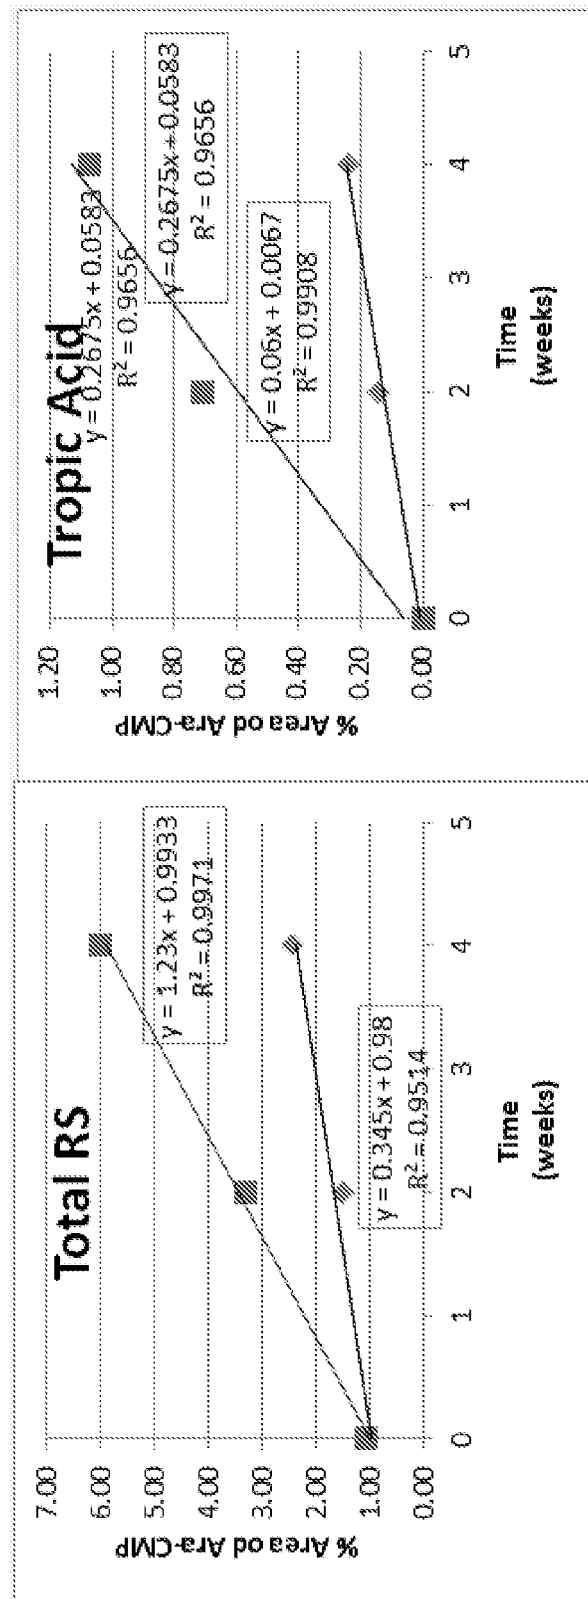 Total RS
7.00
6.00
5.00
4.00
3.00
2.00
1.00
0.00
% Area od Ara-CMP
y = 1.23x + 0.9933
R² = 0.9971
y = 0.345x + 0.98
R² = 0.9514
0 1 2 3 4 5
Time
(weeks)
Tropic Acid
1.20
1.00
0.80
0.60
0.40
0.20
0.00
% Area od Ara-CMP
y = 0.2675x + 0.0583
R² = 0.9656
y = 0.2675x + 0.0583
R² = 0.9656
y = 0.06x + 0.0067
R² = 0.9908
0 1 2 3 4 5
Time
(weeks)